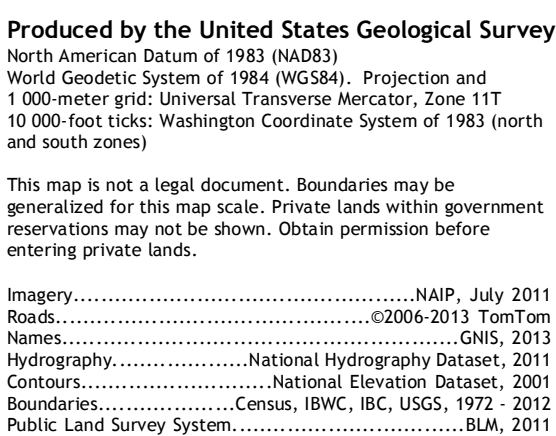 Produced by the United States Geological Survey
North American Datum of 1983 (NAD83)
World Geodetic System of 1984 (WGS84).  Projection and
1 000-meter grid: Universal Transverse Mercator, Zone 11T
10 000-foot ticks: Washington Coordinate System of 1983 (north
and south zones)
This map is not a legal document. Boundaries may be
generalized for this map scale. Private lands within government
reservations may not be shown. Obtain permission before
entering private lands.
Imagery..................................................NAIP, July 2011
Roads..............................................©2006-2013 TomTom
Names..........................................................GNIS, 2013
Hydrography....................National Hydrography Dataset, 2011
Contours............................National Elevation Dataset, 2001
Boundaries................Census, IBWC, IBC, USGS, 1972 - 2012
Public Land Survey System..................................BLM, 2011